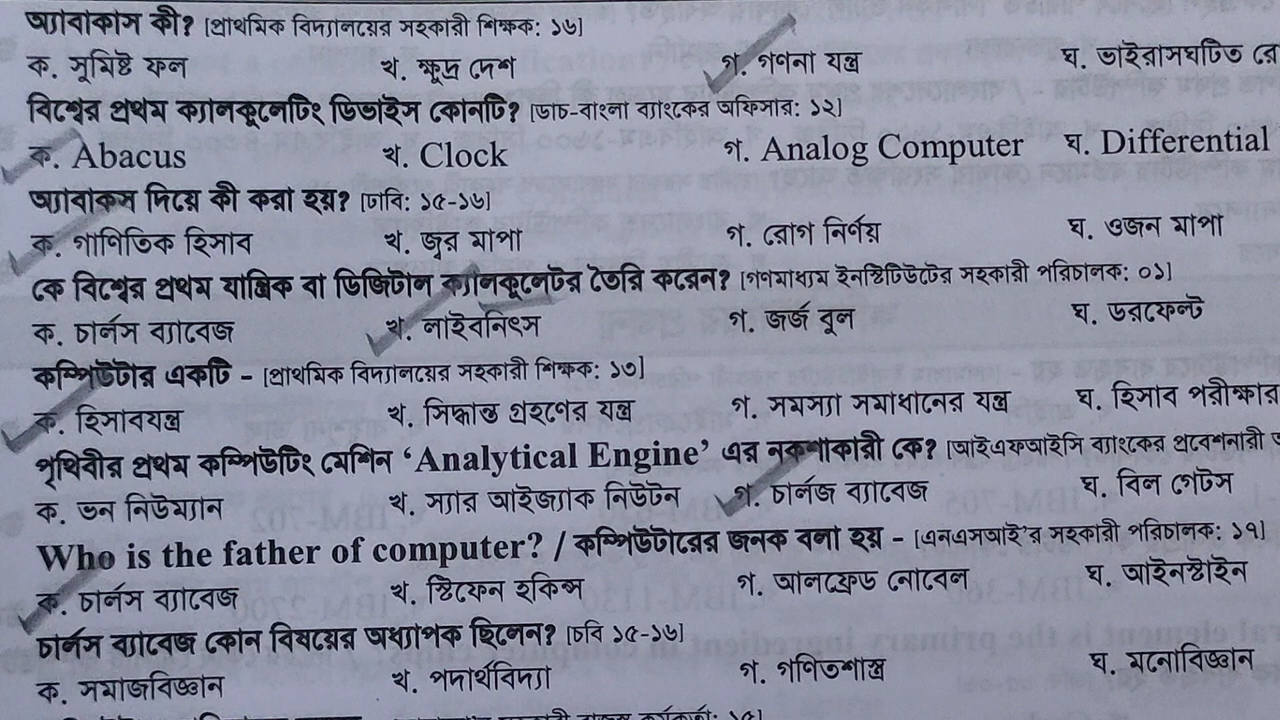 অ্যাবাকাস কী? [প্রাথমিক বিদ্যালয়ের সহকারী শিক্ষক: ১৬]
ক. সুমিষ্ট ফল খ. ক্ষুদ্র দেশ গ. গণনা যন্ত্র ঘ. ভাইরাসঘটিত রো
বিশ্বের প্রথম ক্যালকুলেটিং ডিভাইস কোনটি? [ডাচ-বাংলা ব্যাংকের অফিসার: ১২]
ক. Abacus খ. Clock গ. Analog Computer ঘ. Differential
অ্যাবাকস দিয়ে কী করা হয়? [ঢাবি: ১৫-১৬]
ক. গাণিতিক হিসাব খ. জ্বর মাপা গ. রোগ নির্ণয় ঘ. ওজন মাপা
কে বিশ্বের প্রথম যান্ত্রিক বা ডিজিটাল ক্যালকুলেটর তৈরি করেন? [গণমাধ্যম ইনস্টিটিউটের সহকারী পরিচালক: ০১]
ক. চার্লস ব্যাবেজ খ. লাইবনিৎস গ. জর্জ বুল ঘ. ডরফেল্ট
কম্পিউটার একটি – [প্রাথমিক বিদ্যালয়ের সহকারী শিক্ষক: ১৩]
ক. হিসাবযন্ত্র খ. সিদ্ধান্ত গ্রহণের যন্ত্র গ. সমস্যা সমাধানের যন্ত্র ঘ. হিসাব পরীক্ষার
পৃথিবীর প্রথম কম্পিউটিং মেশিন ‘Analytical Engine’ এর নকশাকারী কে? [আইএফআইসি ব্যাংকের প্রবেশনারী
ক. ভন নিউম্যান খ. স্যার আইজ্যাক নিউটন গ. চার্লজ ব্যাবেজ ঘ. বিল গেটস
Who is the father of computer? / কম্পিউটারের জনক বলা হয় – [এনএসআই’র সহকারী পরিচালক: ১৭]
ক. চার্লস ব্যাবেজ খ. স্টিফেন হকিন্স গ. আলফ্রেড নোবেল ঘ. আইনস্টাইন
চার্লস ব্যাবেজ কোন বিষয়ের অধ্যাপক ছিলেন? [চবি ১৫-১৬]
ক. সমাজবিজ্ঞান খ. পদার্থবিদ্যা গ. গণিতশাস্ত্র ঘ. মনোবিজ্ঞান